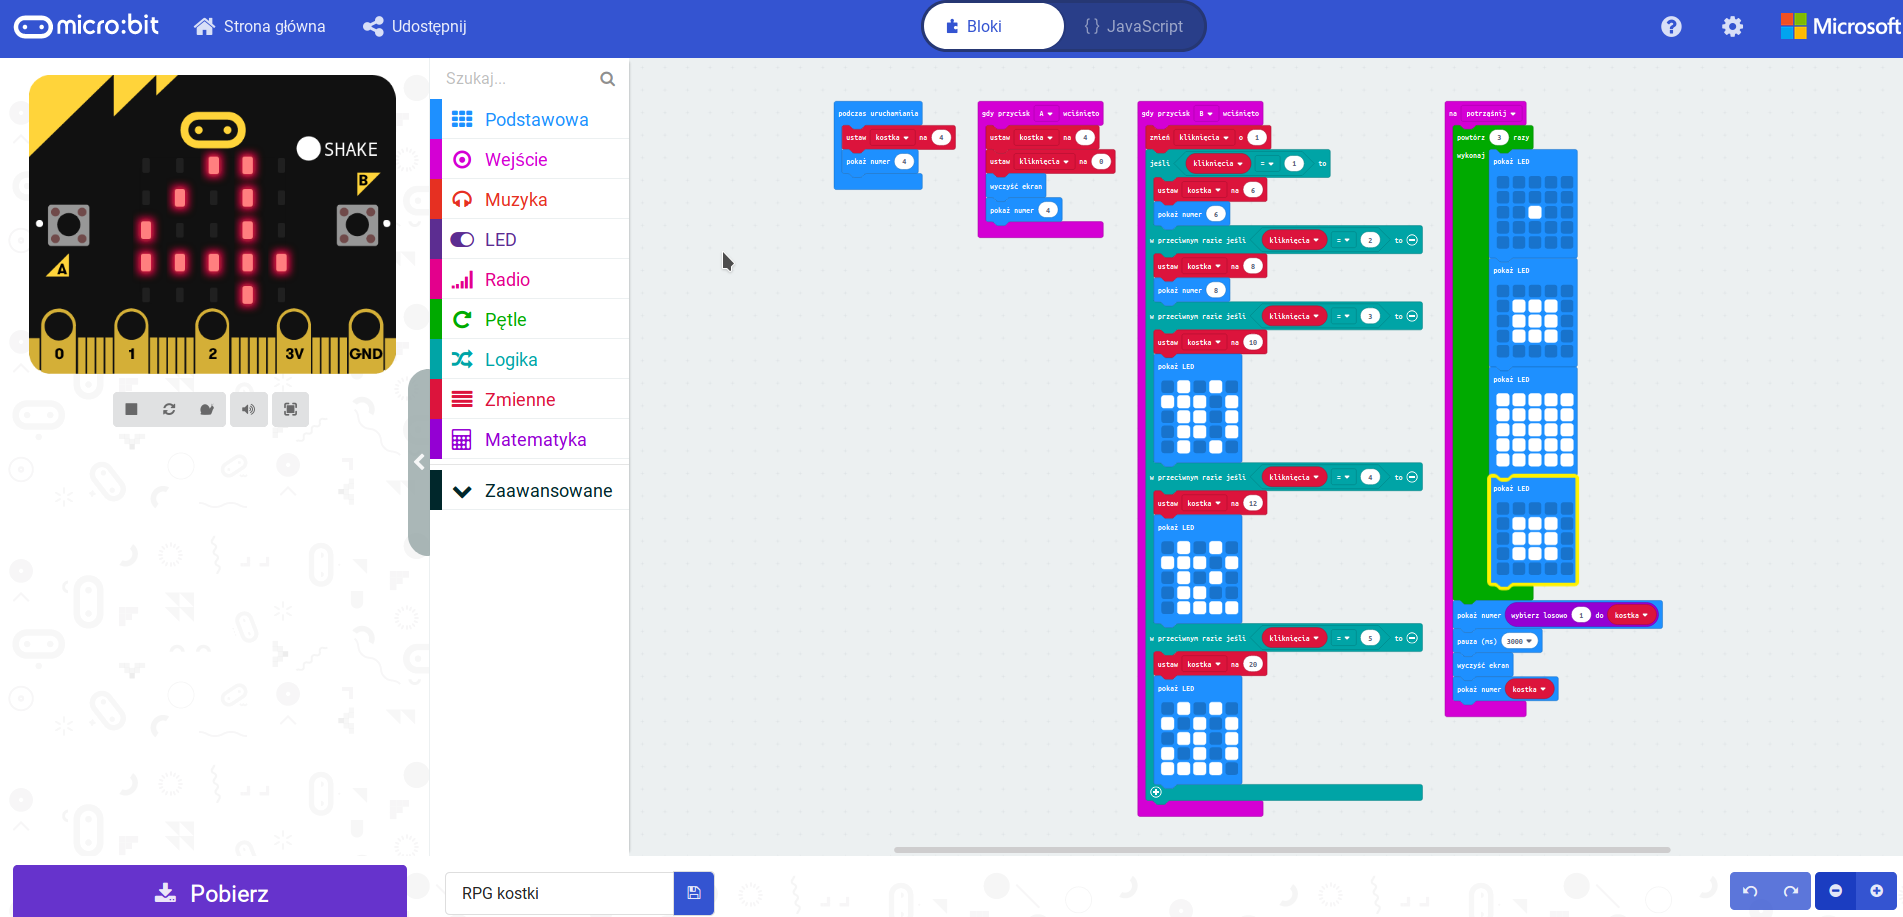 micro:bit Strona główna Udostępnij Bloki { } JavaScript Microsoft
SHAKE
B
A
0 1 2 3V GND
Pobierz
Szukaj...
Podstawowa
Wejście
Muzyka
LED
Radio
Pętle
Logika
Zmienne
Matematyka
Zaawansowane
RPG kostki
podczas uruchamiania
ustaw kostka na 4
pokaż numer 4
gdy przycisk A wciśnięto
ustaw kostka na 4
ustaw kliknięcia na 0
wyczyść ekran
pokaż numer 4
gdy przycisk B wciśnięto
zmień kliknięcia o 1
jeśli kliknięcia = 1 to
ustaw kostka na 6
pokaż numer 6
w przeciwnym razie jeśli kliknięcia = 2 to
ustaw kostka na 8
pokaż numer 8
w przeciwnym razie jeśli kliknięcia = 3 to
ustaw kostka na 10
pokaż LED
w przeciwnym razie jeśli kliknięcia = 4 to
ustaw kostka na 12
pokaż LED
w przeciwnym razie jeśli kliknięcia = 5 to
ustaw kostka na 20
pokaż LED
na potrząśnij
powtórz 3 razy
wykonaj
pokaż LED
pokaż LED
pokaż LED
pokaż LED
pokaż numer wybierz losowo 1 do kostka
pauza (ms) 3000
wyczyść ekran
pokaż numer kostka